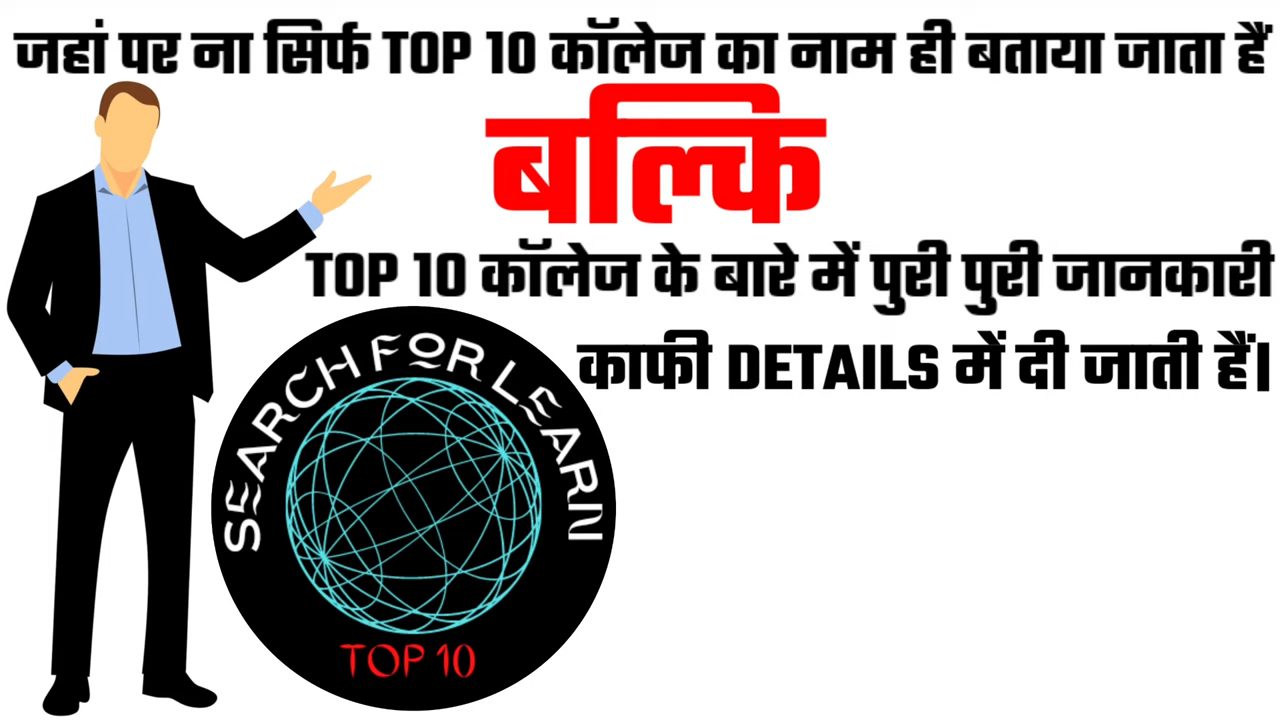 जहां पर ना सिर्फ TOP 10 कॉलेज का नाम ही बताया जाता हैं
बल्कि
TOP 10 कॉलेज के बारे में पुरी पुरी जानकारी
काफी DETAILS में दी जाती हैं।
SEARCH FOR LEARN
TOP 10